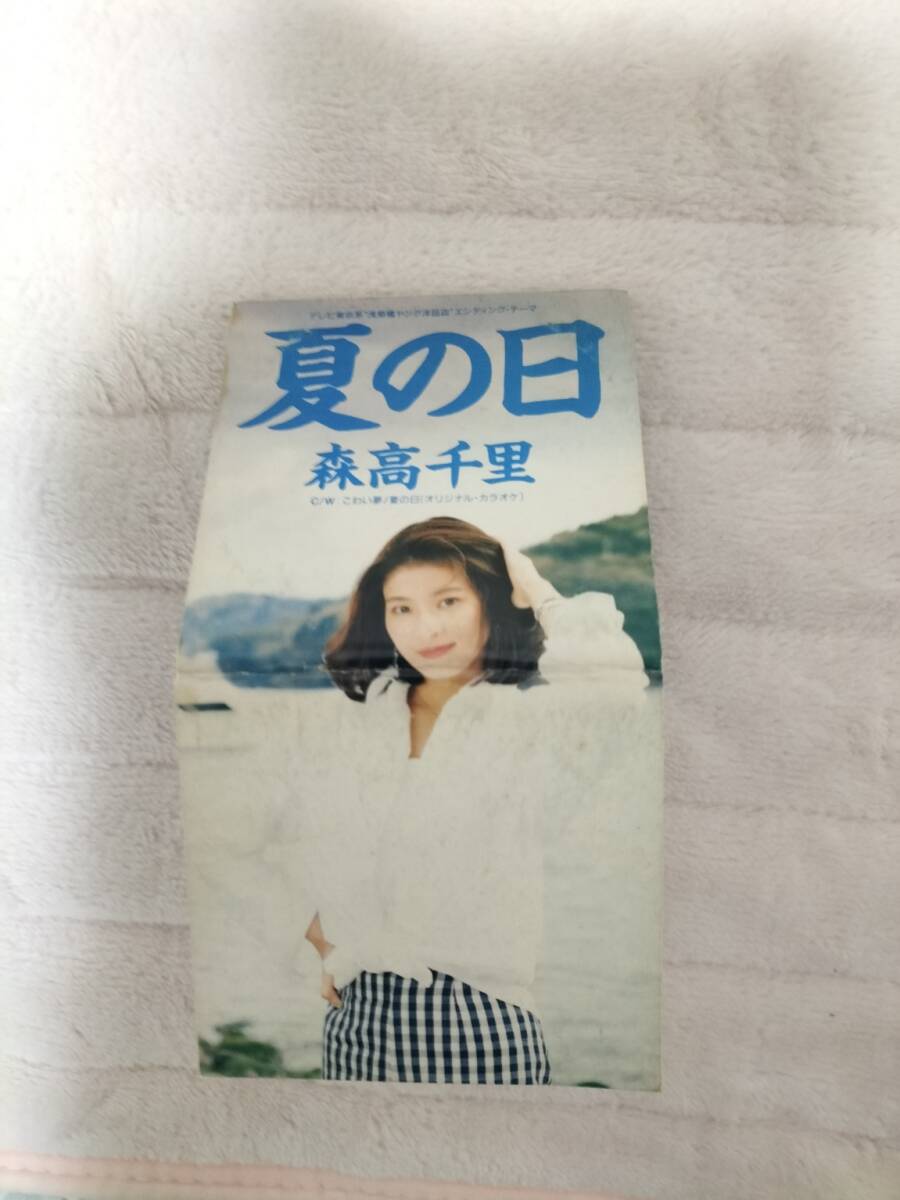 テレビ東京系"浅草橋ヤング洋品店"エンディング・テーマ
夏の日
森高千里
C/W：こわい夢/夏の日[オリジナル・カラオケ]